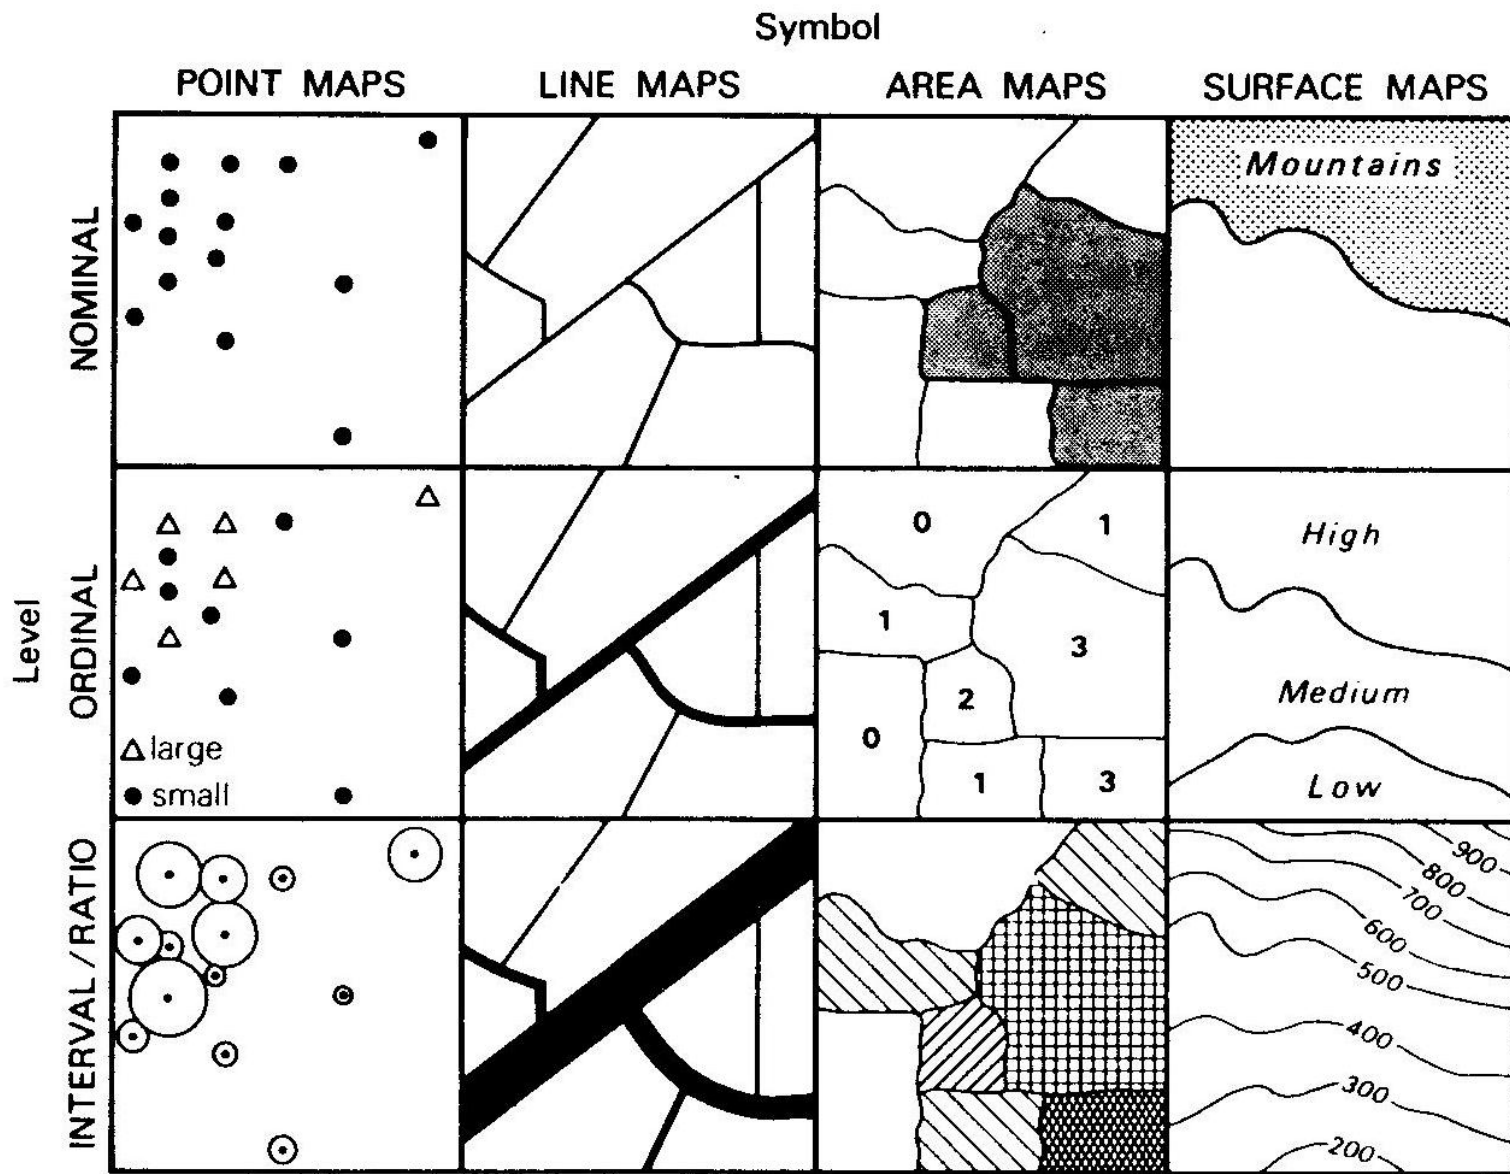 Symbol
POINT MAPS
LINE MAPS
AREA MAPS
SURFACE MAPS
Level
NOMINAL
Mountains
ORDINAL
△ large
● small
0
1
1
3
2
0
1
3
High
Medium
Low
INTERVAL/RATIO
900
800
700
600
500
400
300
200